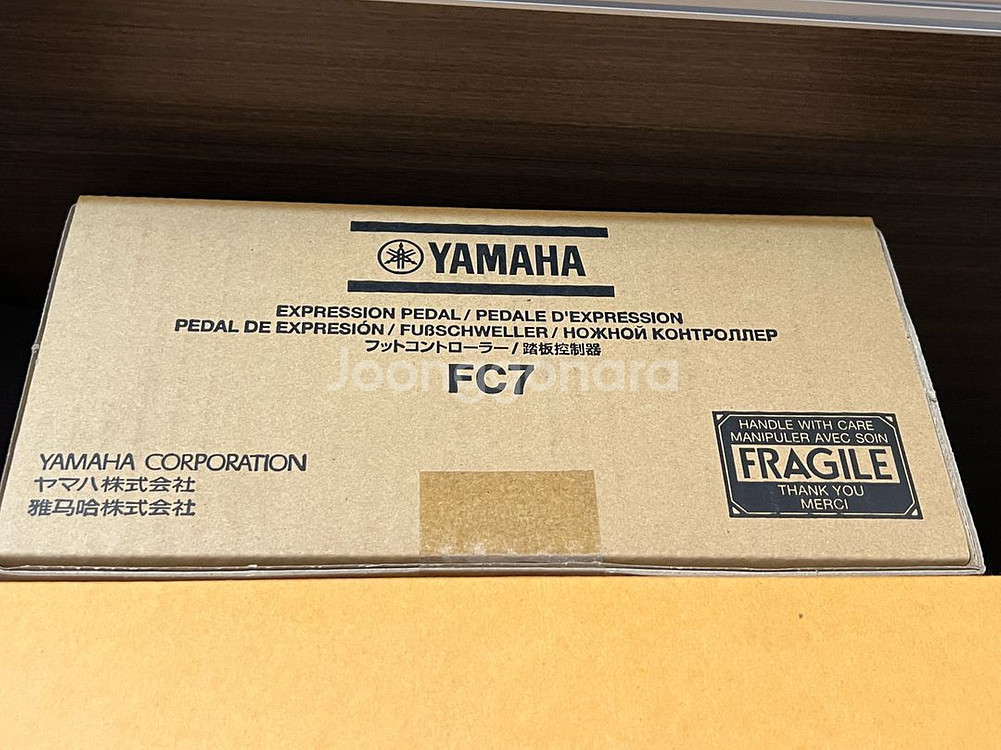 YAMAHA
EXPRESSION PEDAL / PEDALE D'EXPRESSION
PEDAL DE EXPRESIÓN / FUßSCHWELLER / НОЖНОЙ КОНТРОЛЛЕР
フットコントローラー / 踏板控制器
FC7
Joonggonara
YAMAHA CORPORATION
ヤマハ株式会社
雅马哈株式会社
HANDLE WITH CARE
MANIPULER AVEC SOIN
FRAGILE
THANK YOU
MERCI